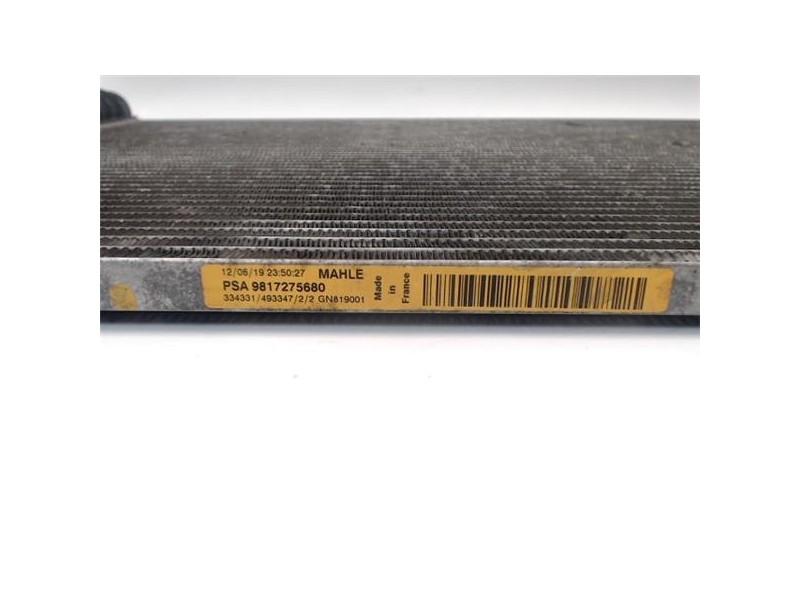 12/06/19 23:50:27 MAHLE
PSA 9817275680
334331/493347/2/2 GN819001
Made
in
France